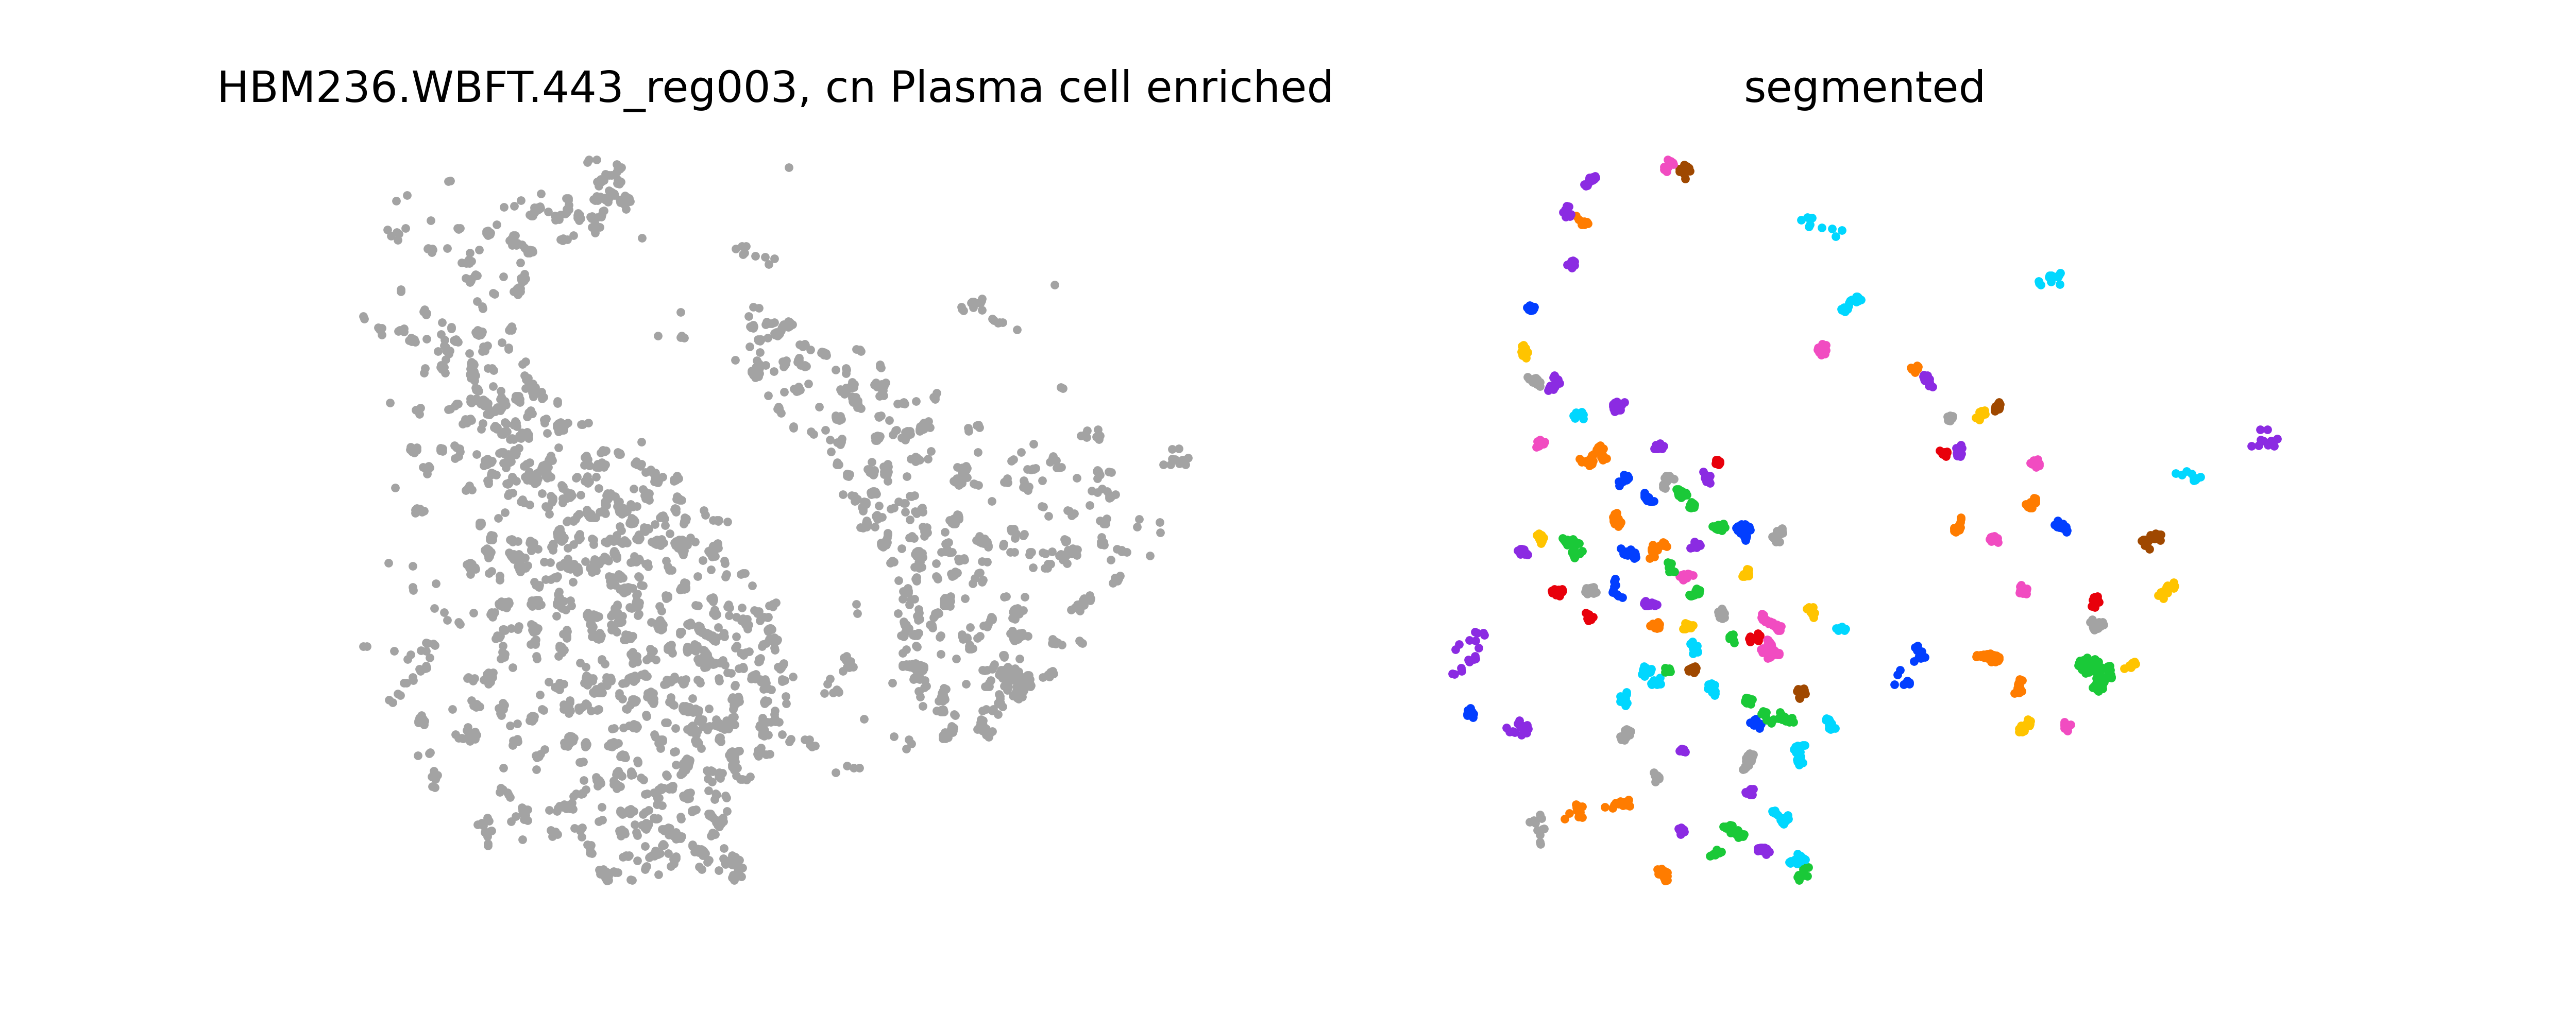 HBM236.WBFT.443_reg003, cn Plasma cell enriched
segmented